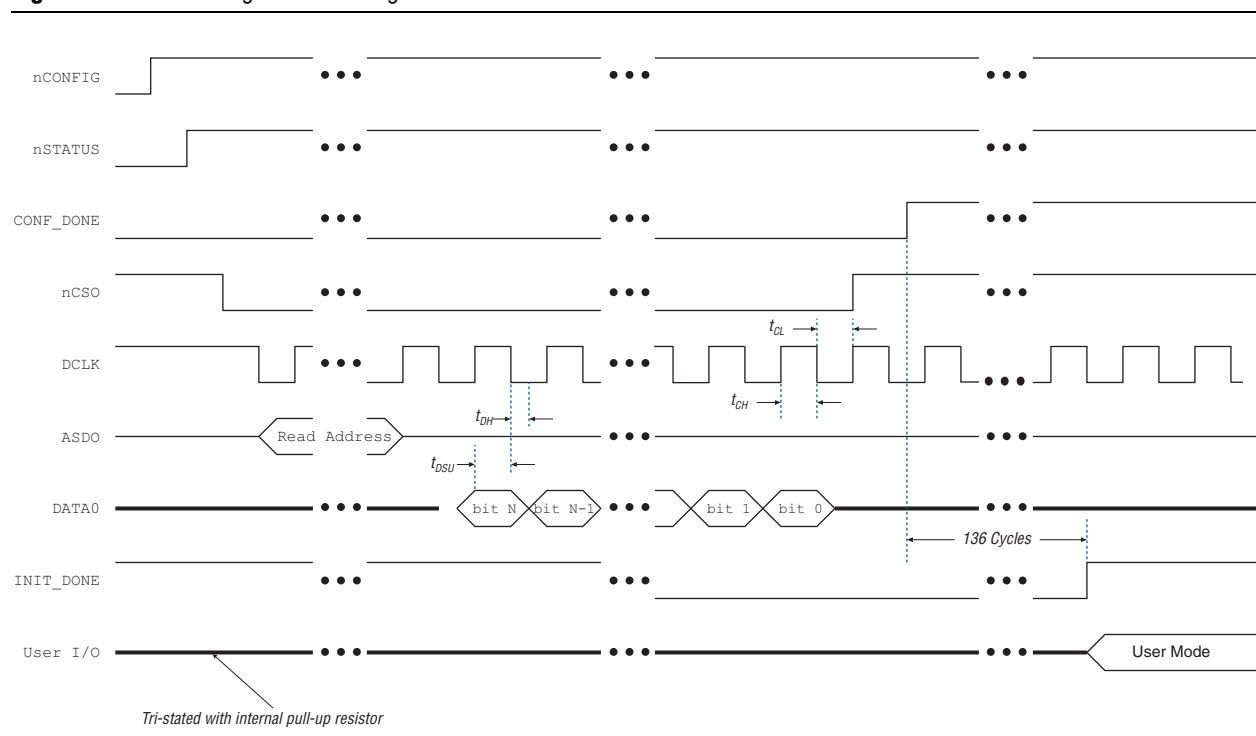 nCONFIG
nSTATUS
CONF_DONE
nCSO
tCL
DCLK
tCH
tDH
ASDO
Read Address
tDSU
DATA0
bit N
bit N-1
bit 1
bit 0
136 Cycles
INIT_DONE
User I/O
User Mode
Tri-stated with internal pull-up resistor